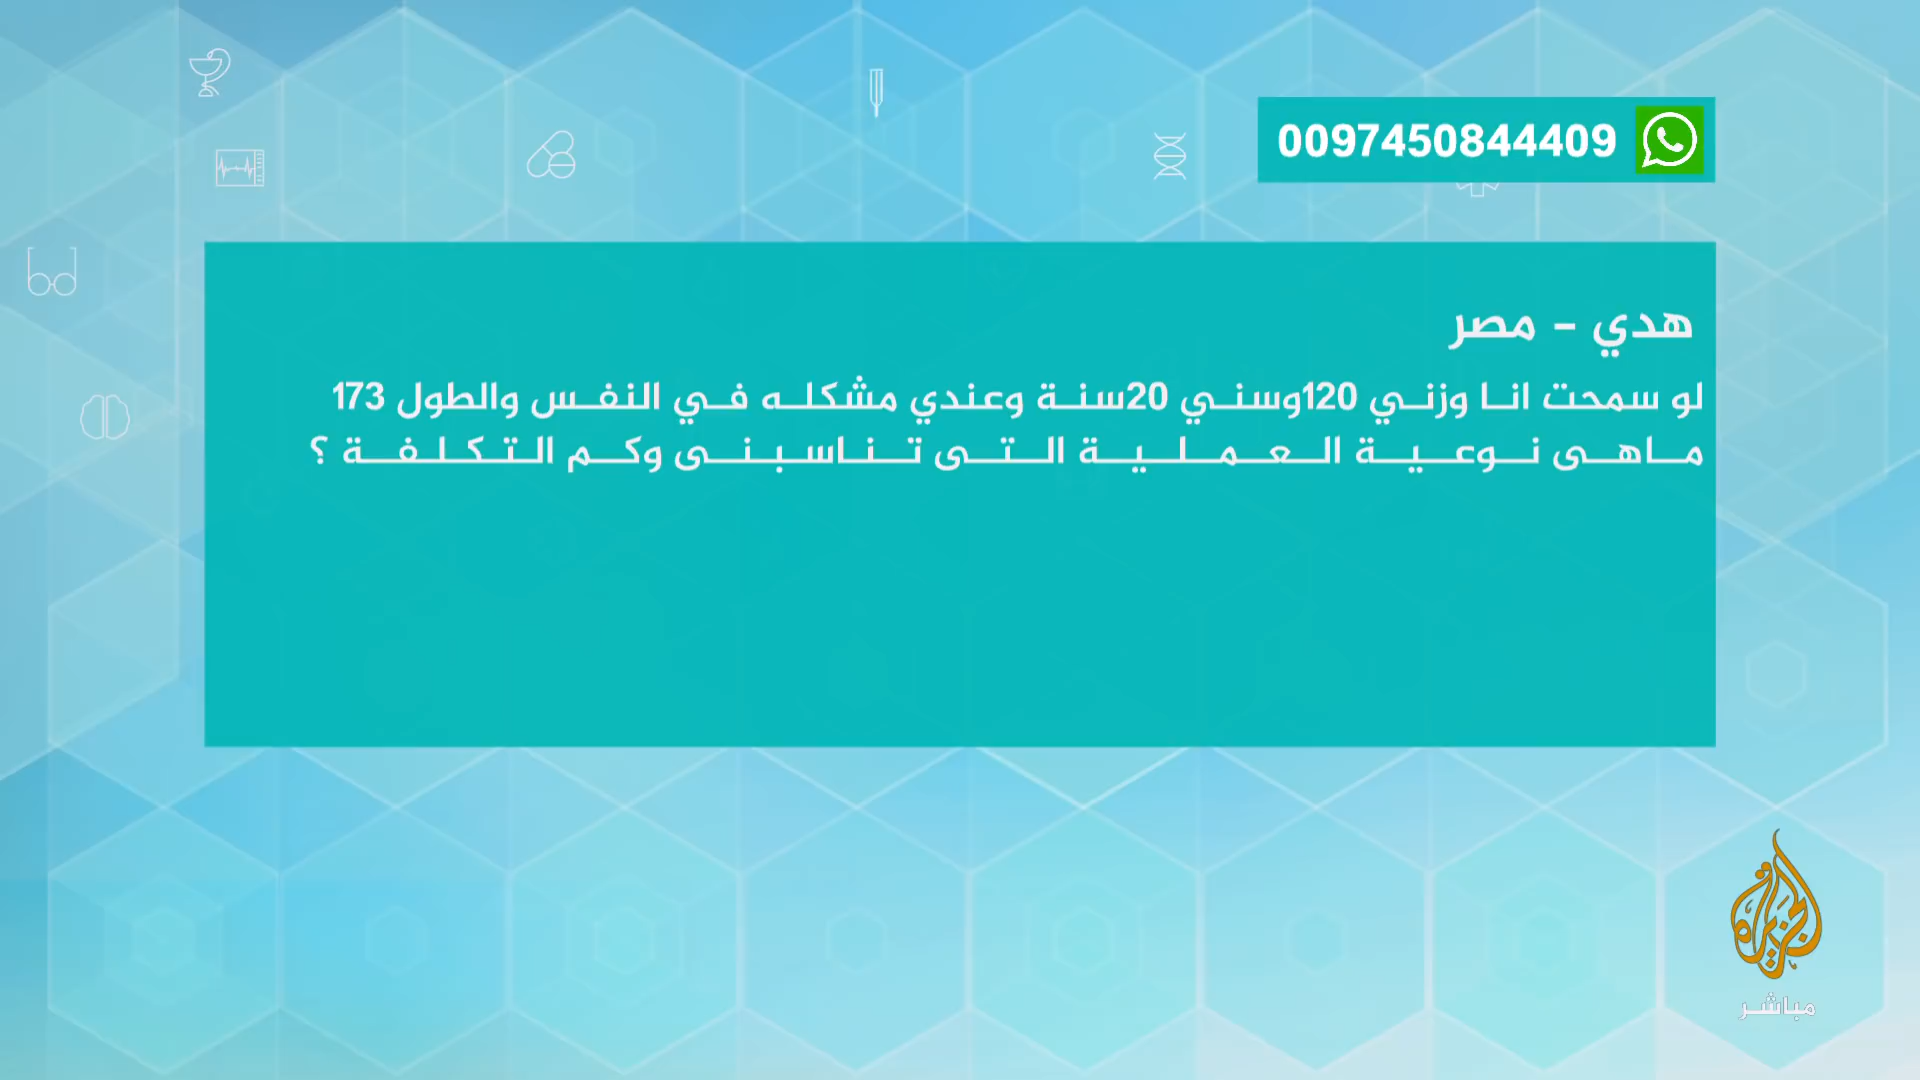 0097450844409
هدي - مصر
لو سمحت انا وزني 120وسني 20سنة وعندي مشكله في النفس والطول 173
ماهى نوعية العملية التى تناسبنى وكم التكلفة ؟
الجزيرة
مباشر